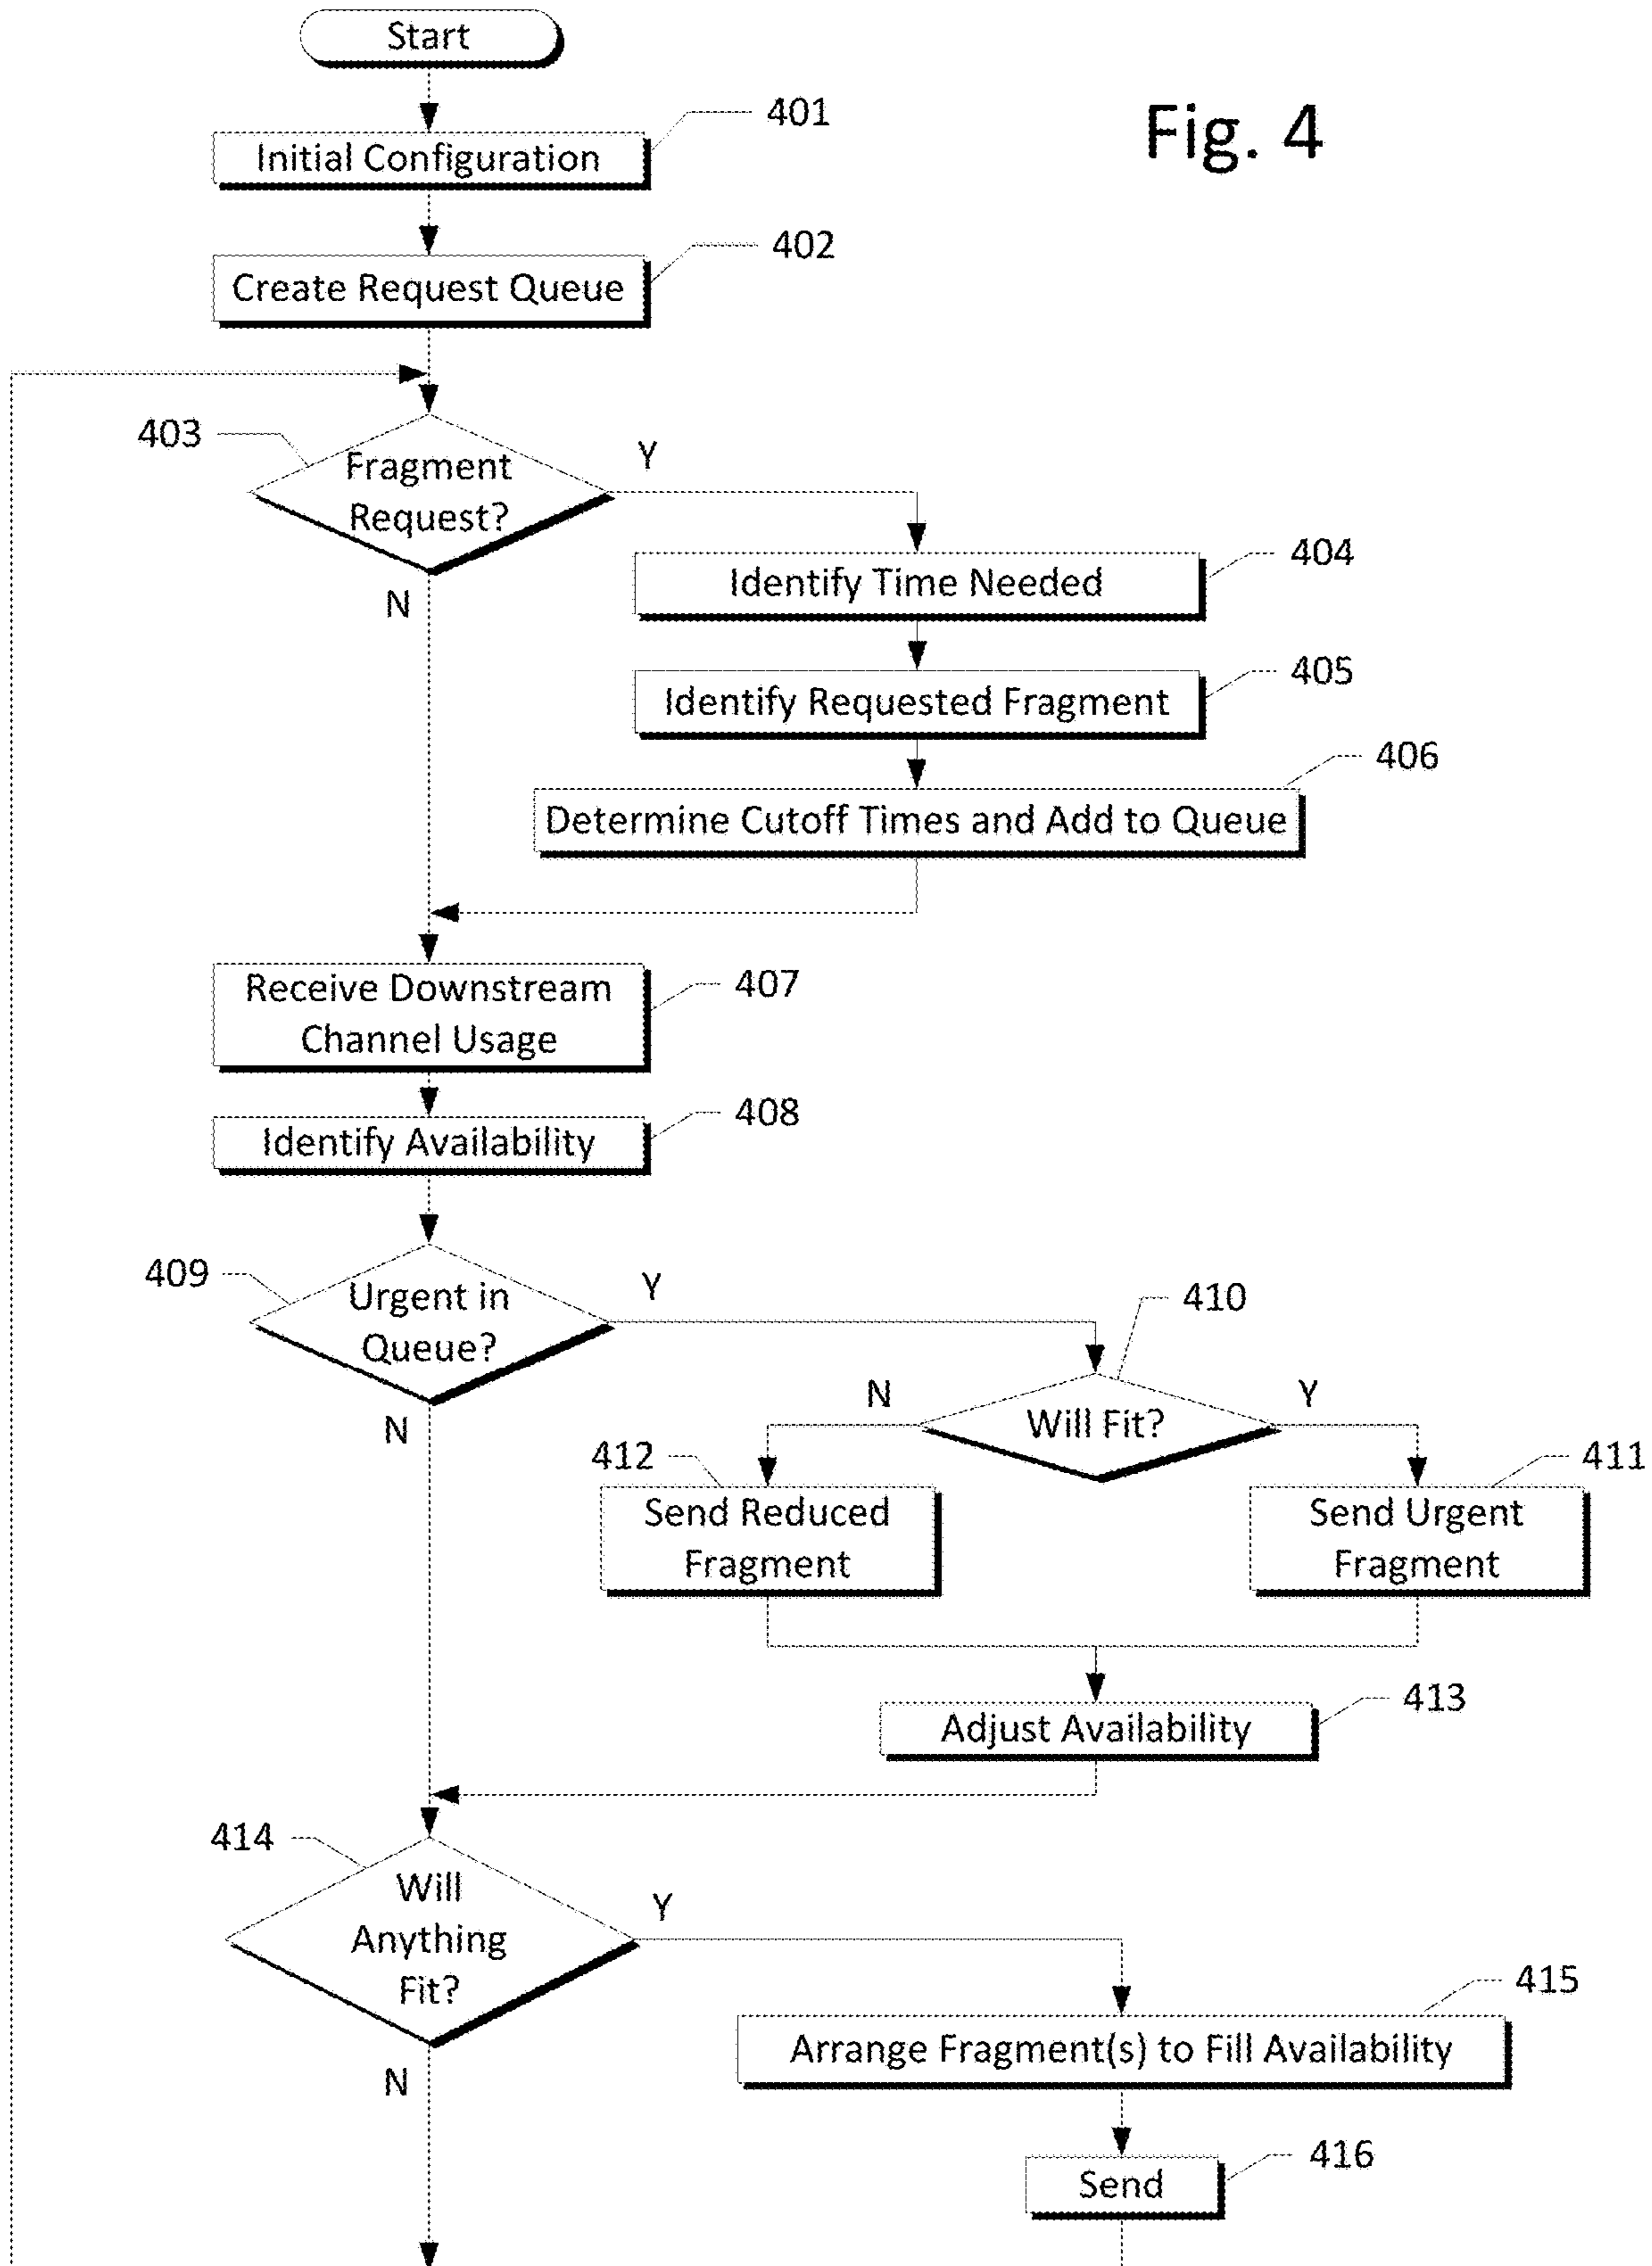 Start
Fig. 4
401
Initial Configuration
402
Create Request Queue
403
Fragment
Request?
Y
N
404
Identify Time Needed
405
Identify Requested Fragment
406
Determine Cutoff Times and Add to Queue
407
Receive Downstream
Channel Usage
408
Identify Availability
409
Urgent in
Queue?
Y
N
410
Will Fit?
N
Y
412
Send Reduced
Fragment
411
Send Urgent
Fragment
413
Adjust Availability
414
Will
Anything
Fit?
Y
N
415
Arrange Fragment(s) to Fill Availability
416
Send